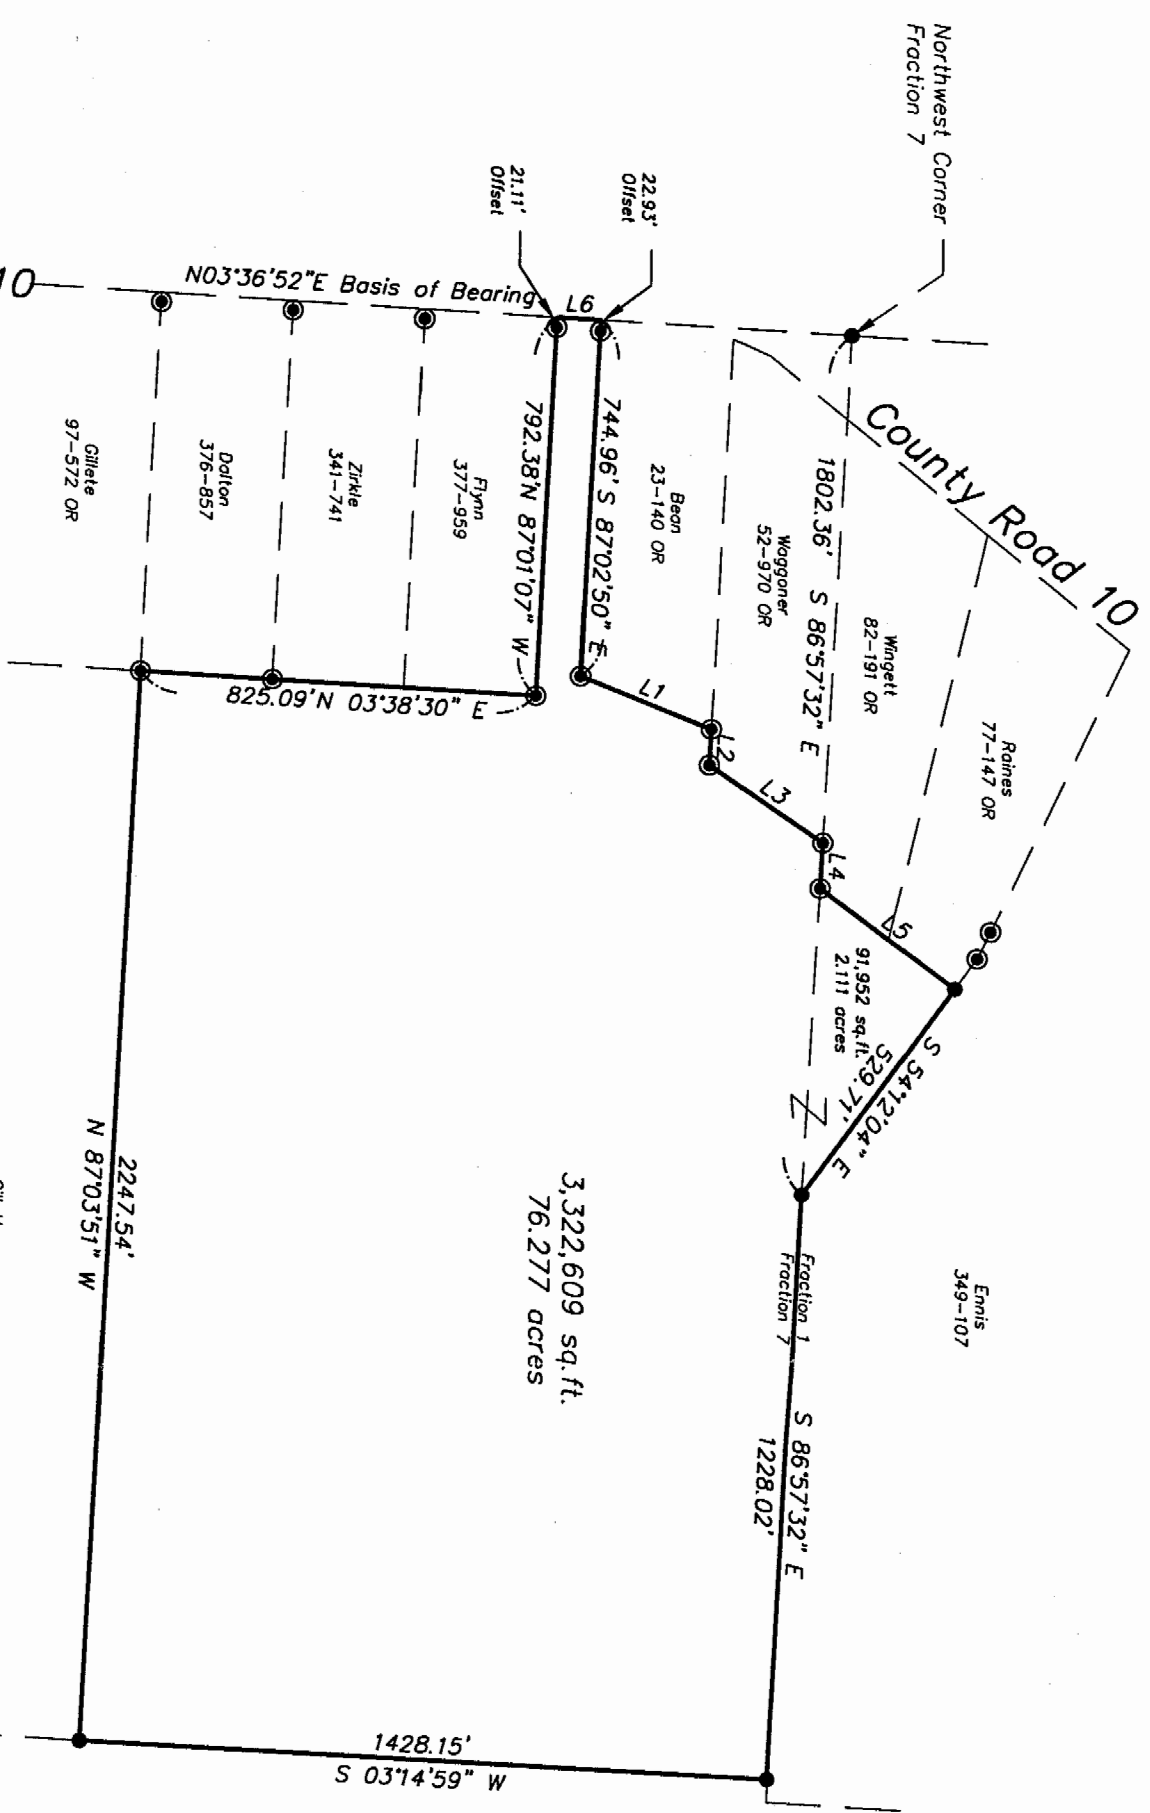 Northwest Corner
Fraction 7
County Road 10
22.93'
Offset
21.11'
Offset
10
N03°36'52"E Basis of Bearing
L6
1802.36' S 86°57'32" E
Raines
77-147 OR
Wingett
82-191 OR
Waggoner
52-970 OR
Bean
23-140 OR
744.96' S 87°02'50" E
792.38'N 87°01'07" W
Flynn
377-959
Zirkle
341-741
Dalton
376-857
Gillete
97-572 OR
825.09'N 03°38'30" E
L1
L2
L3
L4
L5
91,952 sq.ft.
2.111 acres
S 54°12'04" E
529.71'
Ennis
349-107
Fraction 1
Fraction 7
S 86°57'32" E
1228.02'
3,322,609 sq.ft.
76.277 acres
2247.54'
N 87°03'51" W
1428.15'
S 03°14'59" W